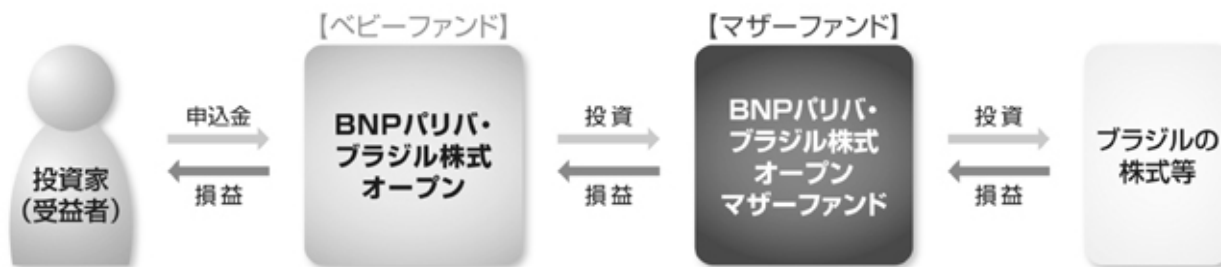 【ベビーファンド】
【マザーファンド】
投資家
（受益者）
申込金
損益
BNPパリバ・
ブラジル株式
オープン
投資
損益
BNPパリバ・
ブラジル株式
オープン
マザーファンド
投資
損益
ブラジルの
株式等